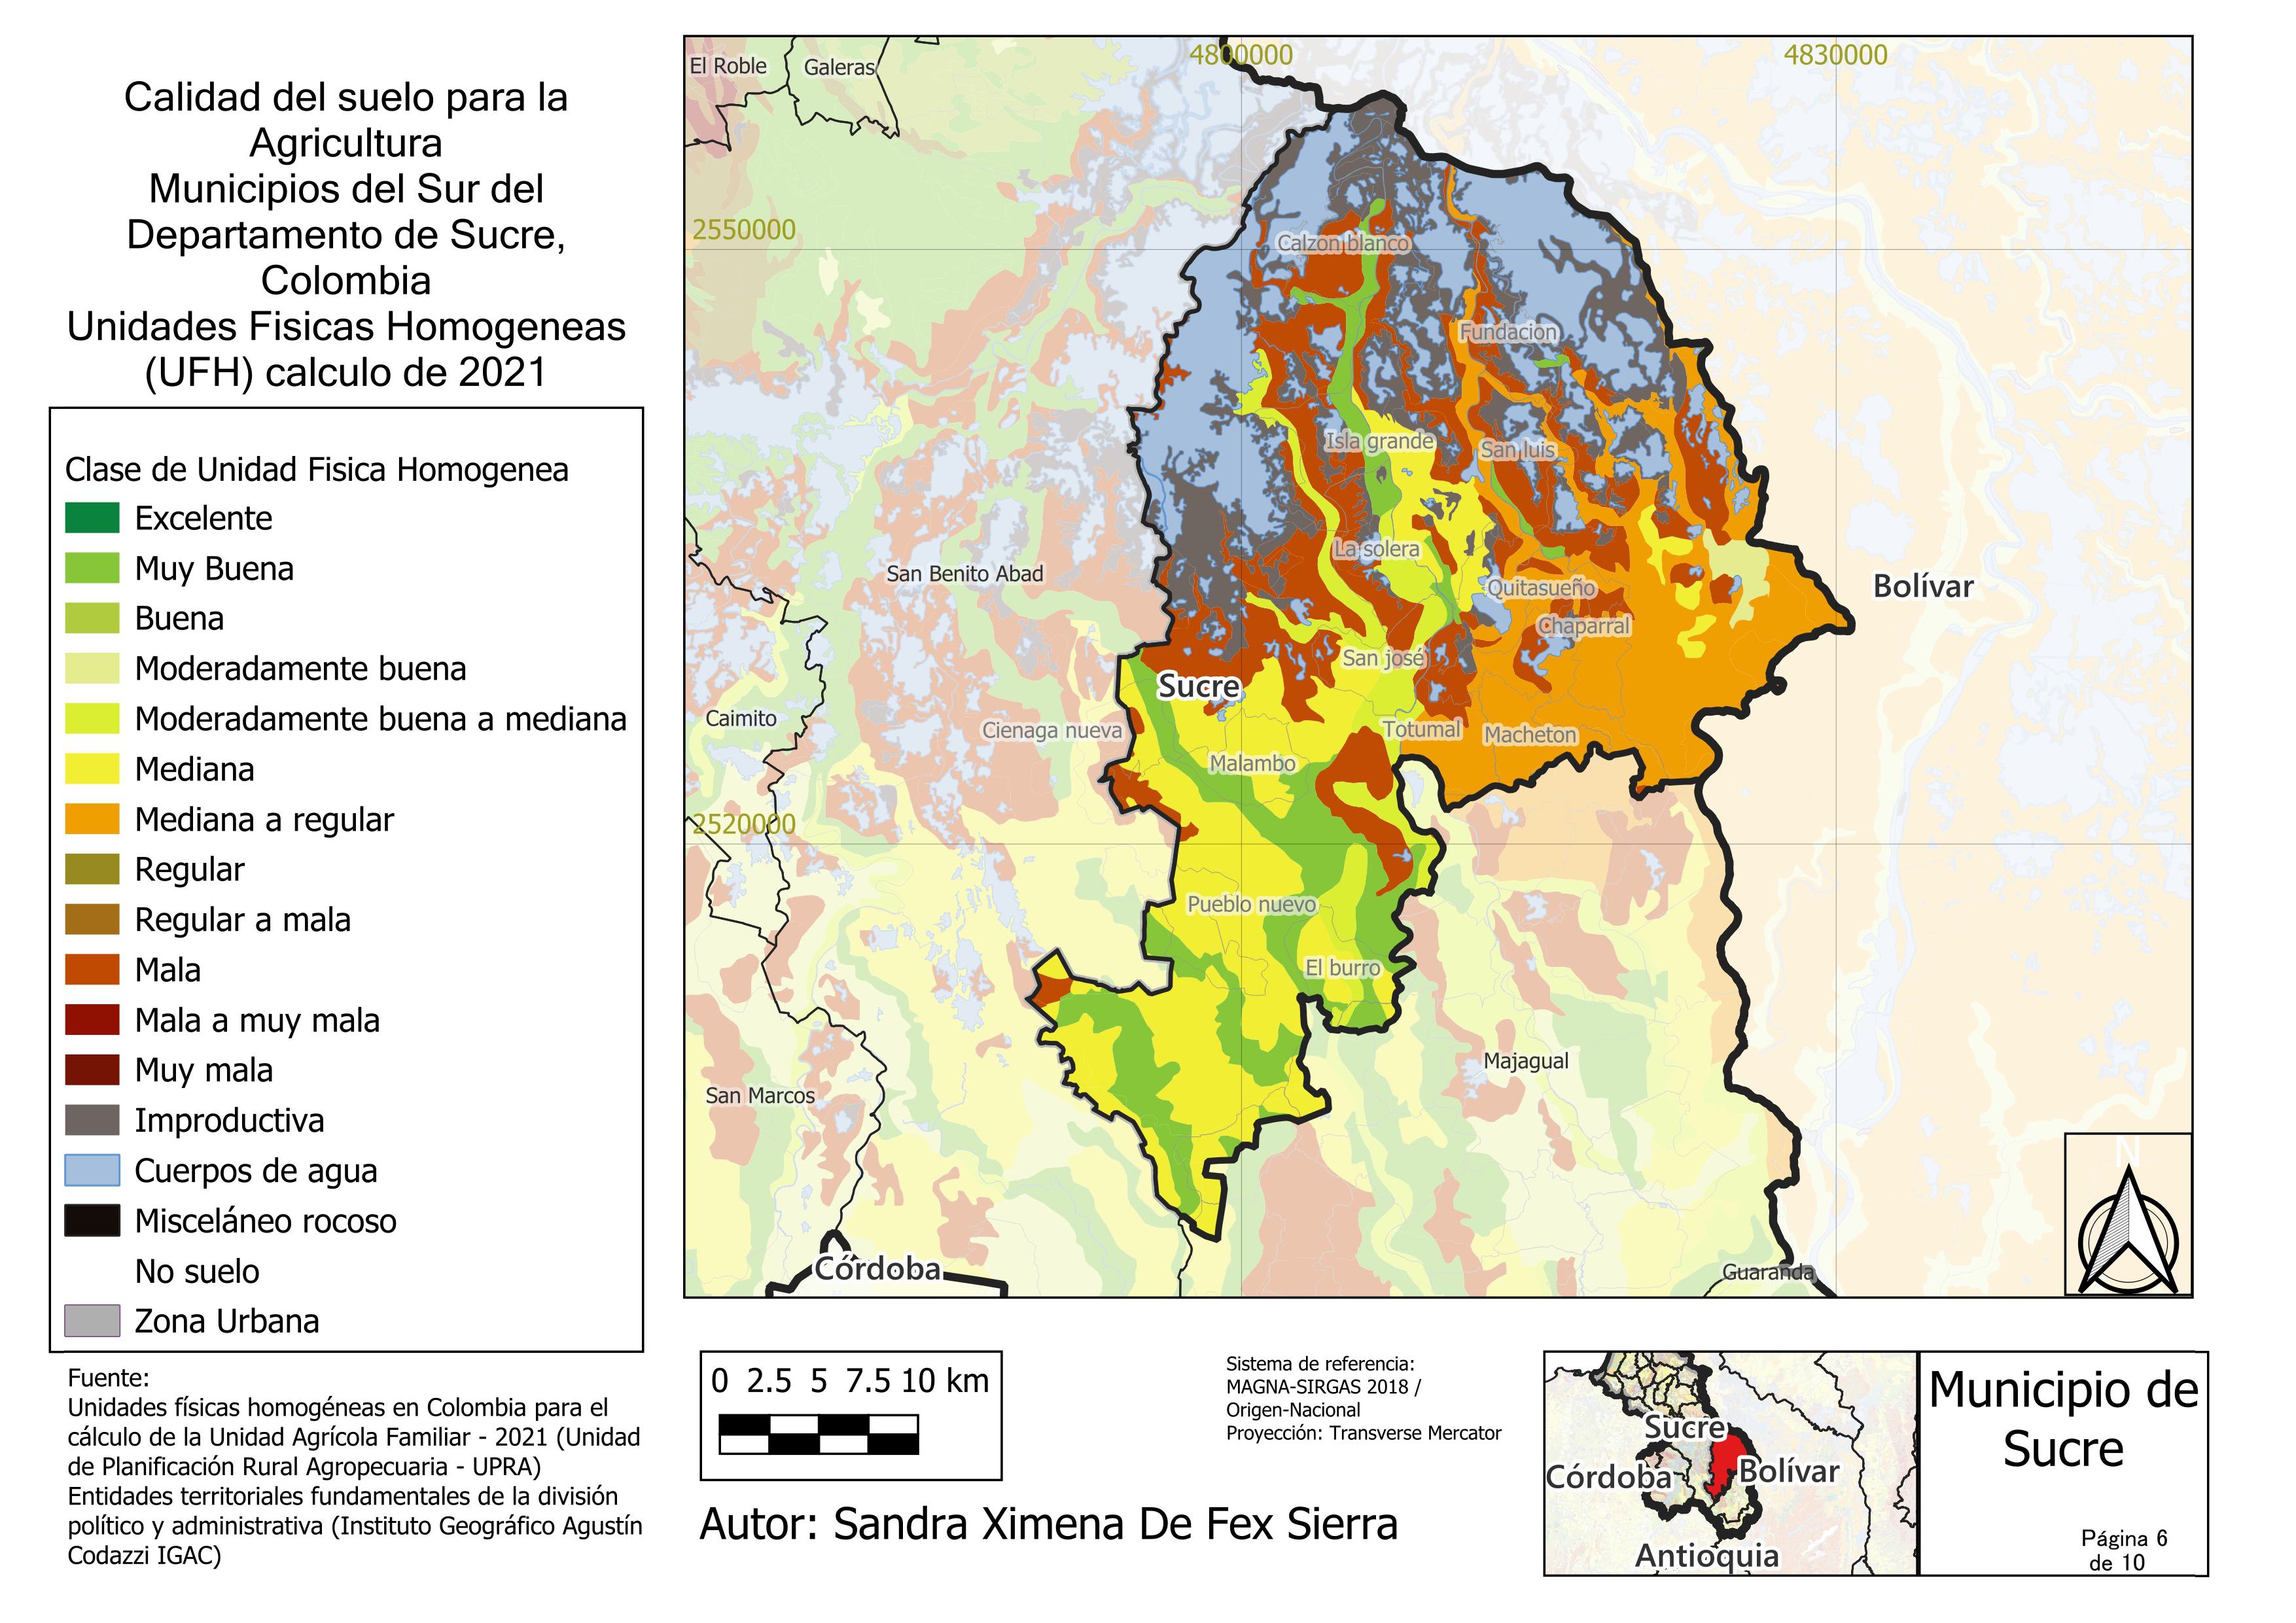 Calidad del suelo para la
Agricultura
Municipios del Sur del
Departamento de Sucre,
Colombia
Unidades Fisicas Homogeneas
(UFH) calculo de 2021
Clase de Unidad Fisica Homogenea
Excelente
Muy Buena
Buena
Moderadamente buena
Moderadamente buena a mediana
Mediana
Mediana a regular
Regular
Regular a mala
Mala
Mala a muy mala
Muy mala
Improductiva
Cuerpos de agua
Misceláneo rocoso
No suelo
Zona Urbana
Fuente:
Unidades físicas homogéneas en Colombia para el
cálculo de la Unidad Agrícola Familiar - 2021 (Unidad
de Planificación Rural Agropecuaria - UPRA)
Entidades territoriales fundamentales de la división
político y administrativa (Instituto Geográfico Agustín
Codazzi IGAC)
4800000
4830000
El Roble
Galeras
2550000
Calzon blanco
Fundacion
Isla grande
San luis
La solera
San Benito Abad
Quitasueño
Bolívar
Chaparral
San josé
Sucre
Caimito
Cienaga nueva
Totumal
Macheton
Malambo
2520000
Pueblo nuevo
El burro
Majagual
San Marcos
N
Córdoba
Guaranda
0 2.5 5 7.5 10 km
Sistema de referencia:
MAGNA-SIRGAS 2018 /
Origen-Nacional
Proyección: Transverse Mercator
Autor: Sandra Ximena De Fex Sierra
Sucre
Córdoba
Bolívar
Antioquia
Municipio de
Sucre
Página 6
de 10